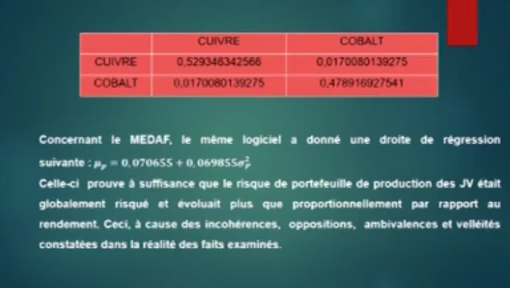 CUIVRE COBALT
CUIVRE 0,529346342566 0,0170080139275
COBALT 0,0170080139275 0,478916927541
Concernant le MEDAF, le même logiciel a donné une droite de régression
suivante : μₚ = 0,070655 + 0,069855σ²ₚ
Celle-ci prouve à suffisance que le risque de portefeuille de production des JV était
globalement risqué et évoluait plus que proportionnellement par rapport au
rendement. Ceci, à cause des incohérences, oppositions, ambivalences et velléités
constatées dans la réalité des faits examinés.